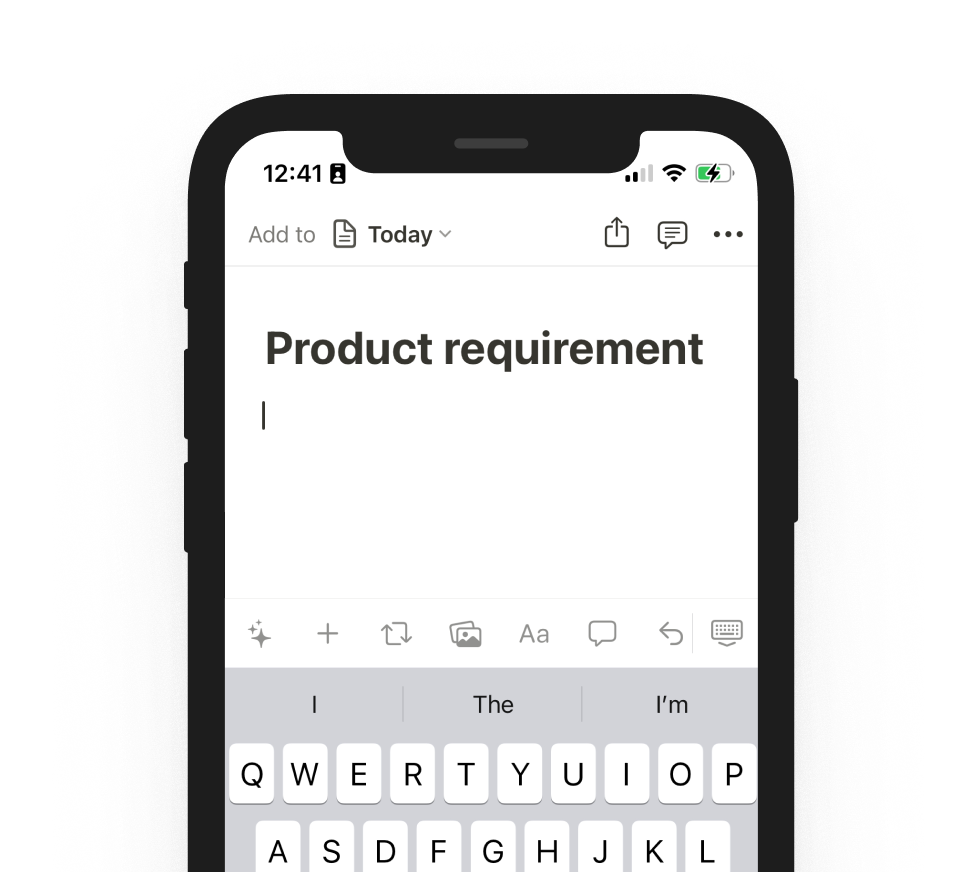 12:41
Add to Today
Product requirement
Aa
I The I’m
Q W E R T Y U I O P
A S D F G H J K L